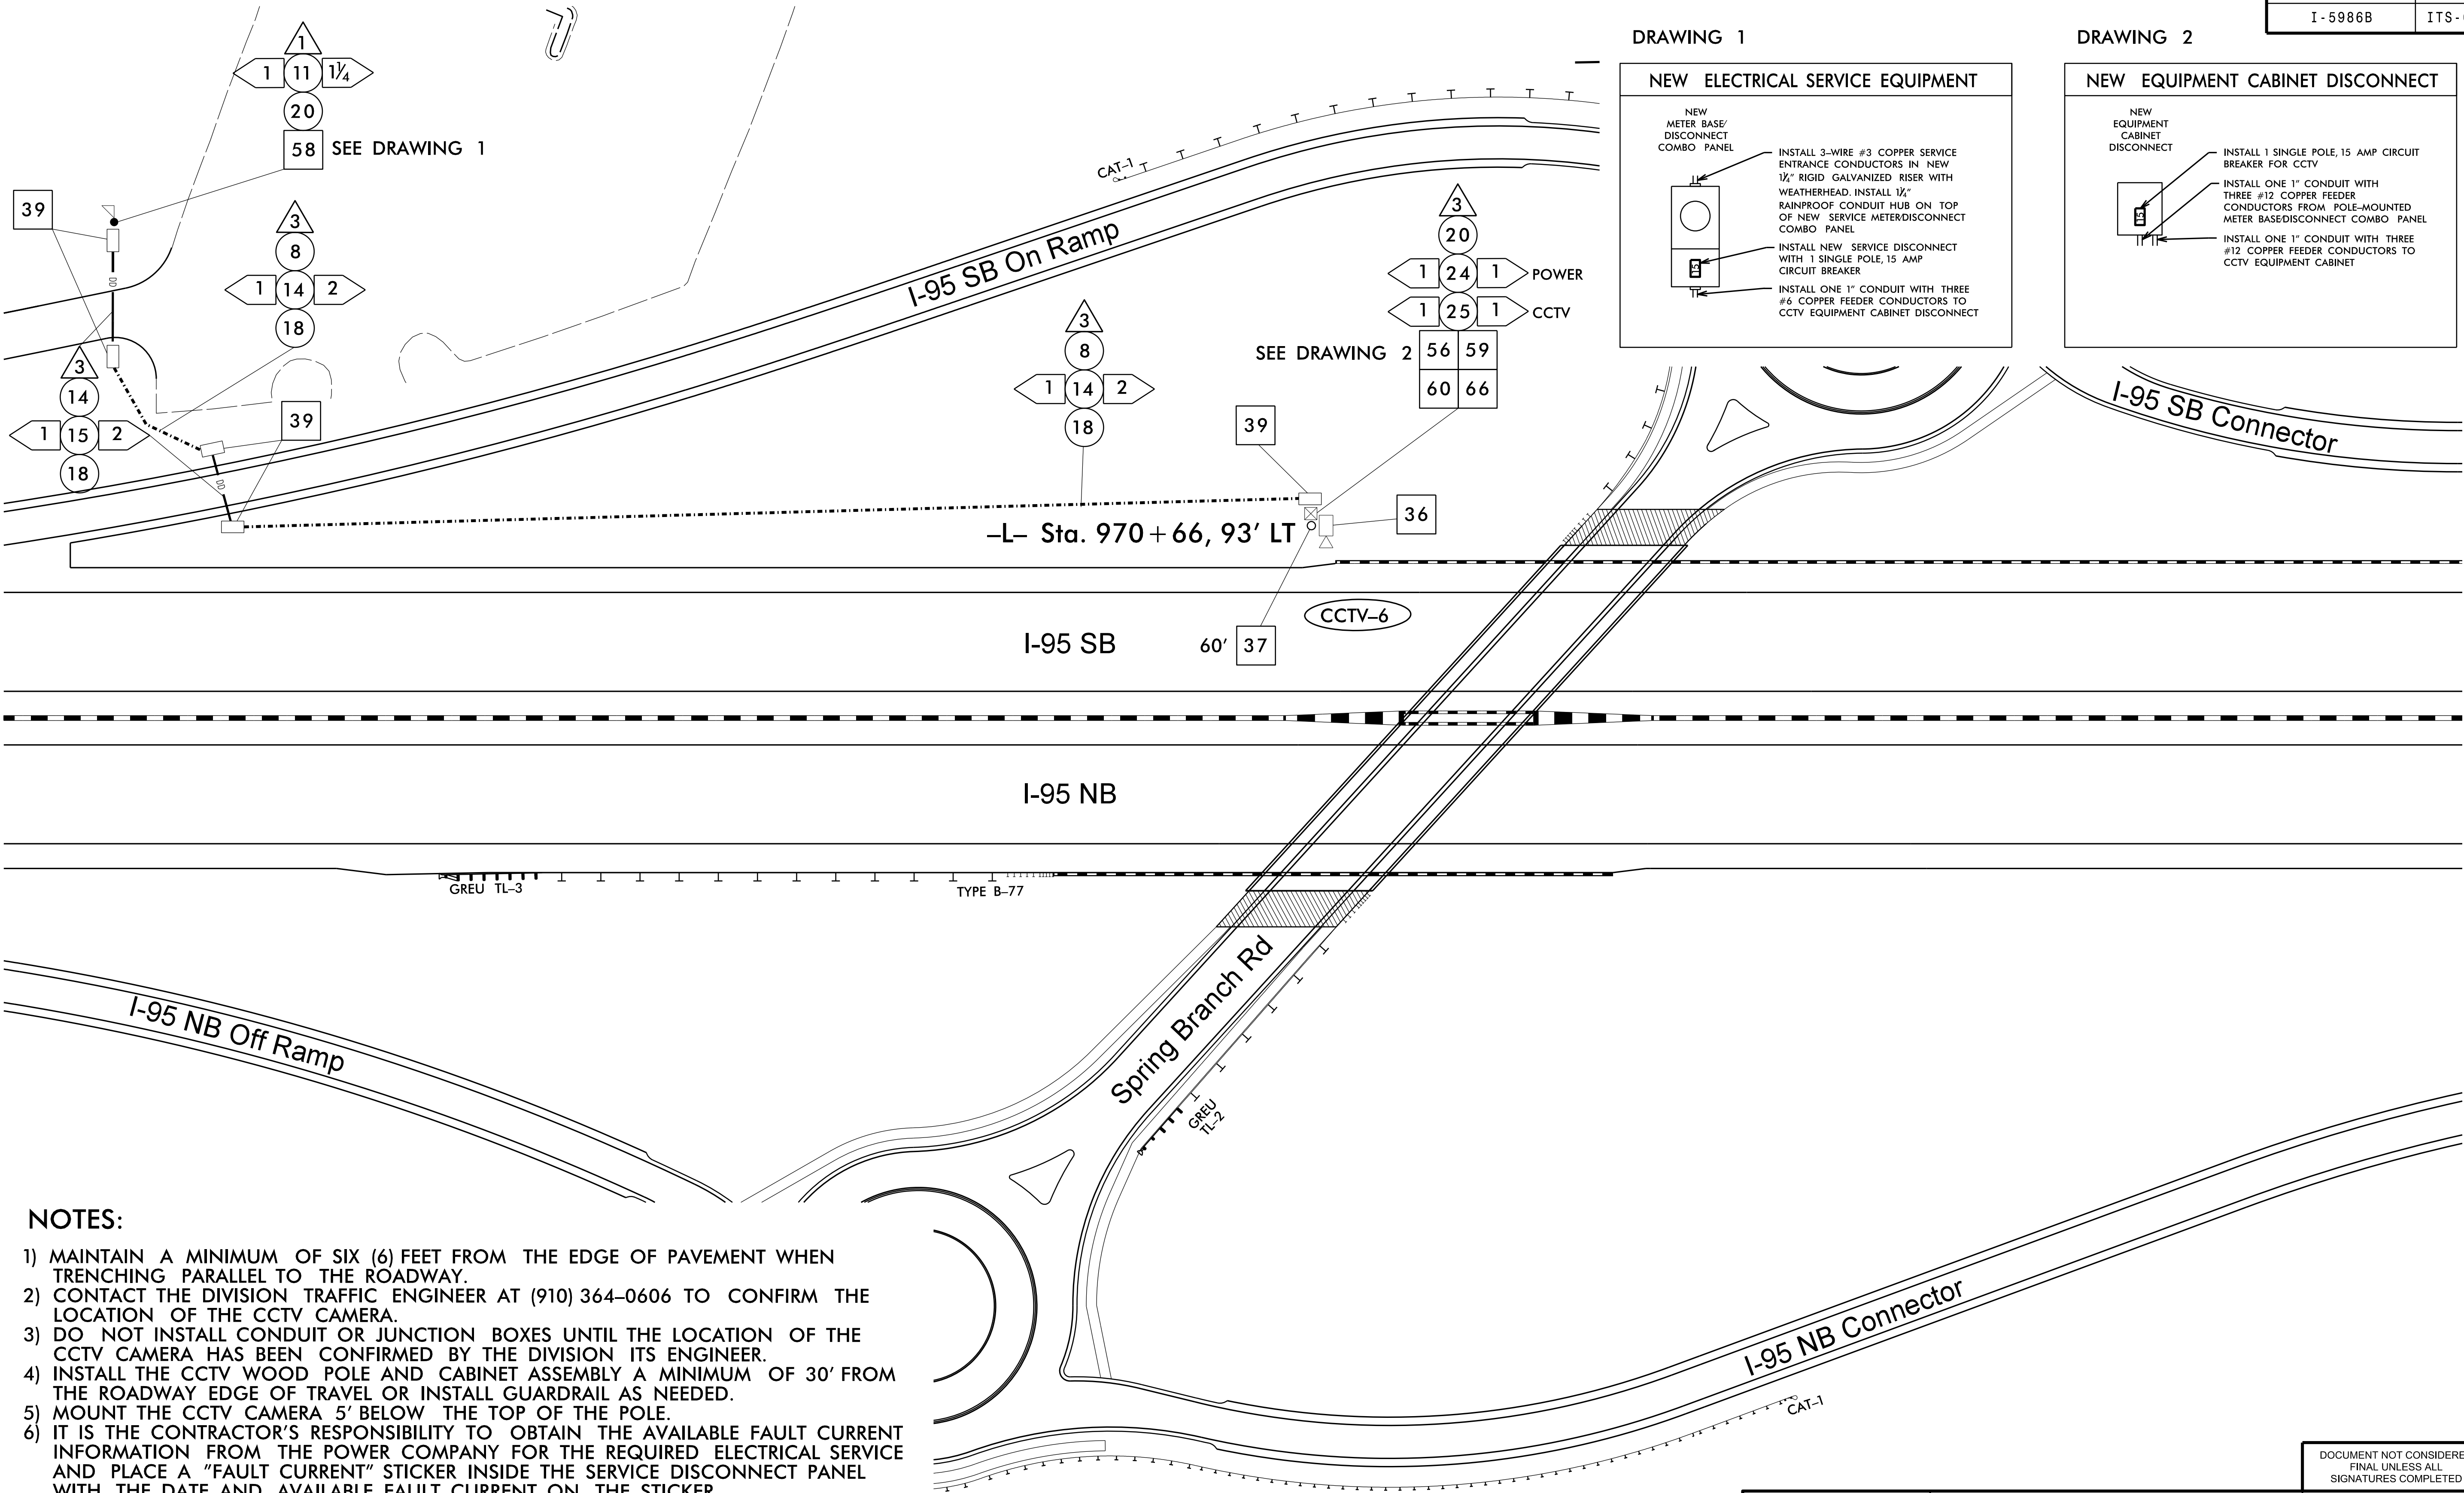 I-5986B
ITS-
DRAWING 1
NEW ELECTRICAL SERVICE EQUIPMENT
NEW
METER BASE/
DISCONNECT
COMBO PANEL
INSTALL 3–WIRE #3 COPPER SERVICE
ENTRANCE CONDUCTORS IN NEW
1¼" RIGID GALVANIZED RISER WITH
WEATHERHEAD. INSTALL 1¼"
RAINPROOF CONDUIT HUB ON TOP
OF NEW SERVICE METER/DISCONNECT
COMBO PANEL
15
INSTALL NEW SERVICE DISCONNECT
WITH 1 SINGLE POLE, 15 AMP
CIRCUIT BREAKER
INSTALL ONE 1" CONDUIT WITH THREE
#6 COPPER FEEDER CONDUCTORS TO
CCTV EQUIPMENT CABINET DISCONNECT
DRAWING 2
NEW EQUIPMENT CABINET DISCONNECT
NEW
EQUIPMENT
CABINET
DISCONNECT
15
INSTALL 1 SINGLE POLE, 15 AMP CIRCUIT
BREAKER FOR CCTV
INSTALL ONE 1" CONDUIT WITH
THREE #12 COPPER FEEDER
CONDUCTORS FROM POLE–MOUNTED
METER BASE/DISCONNECT COMBO PANEL
INSTALL ONE 1" CONDUIT WITH THREE
#12 COPPER FEEDER CONDUCTORS TO
CCTV EQUIPMENT CABINET
1
1 11 1¼
20
58 SEE DRAWING 1
39
3
8
1 14 2
18
3
14
1 15 2
18
39
DD
DD
CAT–1
I-95 SB On Ramp
3
8
1 14 2
18
3
20
1 24 1 POWER
1 25 1 CCTV
SEE DRAWING 2 56 59
60 66
39
36
–L– Sta. 970+66, 93' LT
I-95 SB Connector
CCTV–6
I-95 SB
60' 37
I-95 NB
GREU TL–3
TYPE B–77
I-95 NB Off Ramp
Spring Branch Rd
GREU
TL–2
I-95 NB Connector
CAT–1
NOTES:
1) MAINTAIN A MINIMUM OF SIX (6) FEET FROM THE EDGE OF PAVEMENT WHEN
TRENCHING PARALLEL TO THE ROADWAY.
2) CONTACT THE DIVISION TRAFFIC ENGINEER AT (910) 364–0606 TO CONFIRM THE
LOCATION OF THE CCTV CAMERA.
3) DO NOT INSTALL CONDUIT OR JUNCTION BOXES UNTIL THE LOCATION OF THE
CCTV CAMERA HAS BEEN CONFIRMED BY THE DIVISION ITS ENGINEER.
4) INSTALL THE CCTV WOOD POLE AND CABINET ASSEMBLY A MINIMUM OF 30' FROM
THE ROADWAY EDGE OF TRAVEL OR INSTALL GUARDRAIL AS NEEDED.
5) MOUNT THE CCTV CAMERA 5' BELOW THE TOP OF THE POLE.
6) IT IS THE CONTRACTOR'S RESPONSIBILITY TO OBTAIN THE AVAILABLE FAULT CURRENT
INFORMATION FROM THE POWER COMPANY FOR THE REQUIRED ELECTRICAL SERVICE
AND PLACE A "FAULT CURRENT" STICKER INSIDE THE SERVICE DISCONNECT PANEL
WITH THE DATE AND AVAILABLE FAULT CURRENT ON THE STICKER
DOCUMENT NOT CONSIDERE
FINAL UNLESS ALL
SIGNATURES COMPLETED